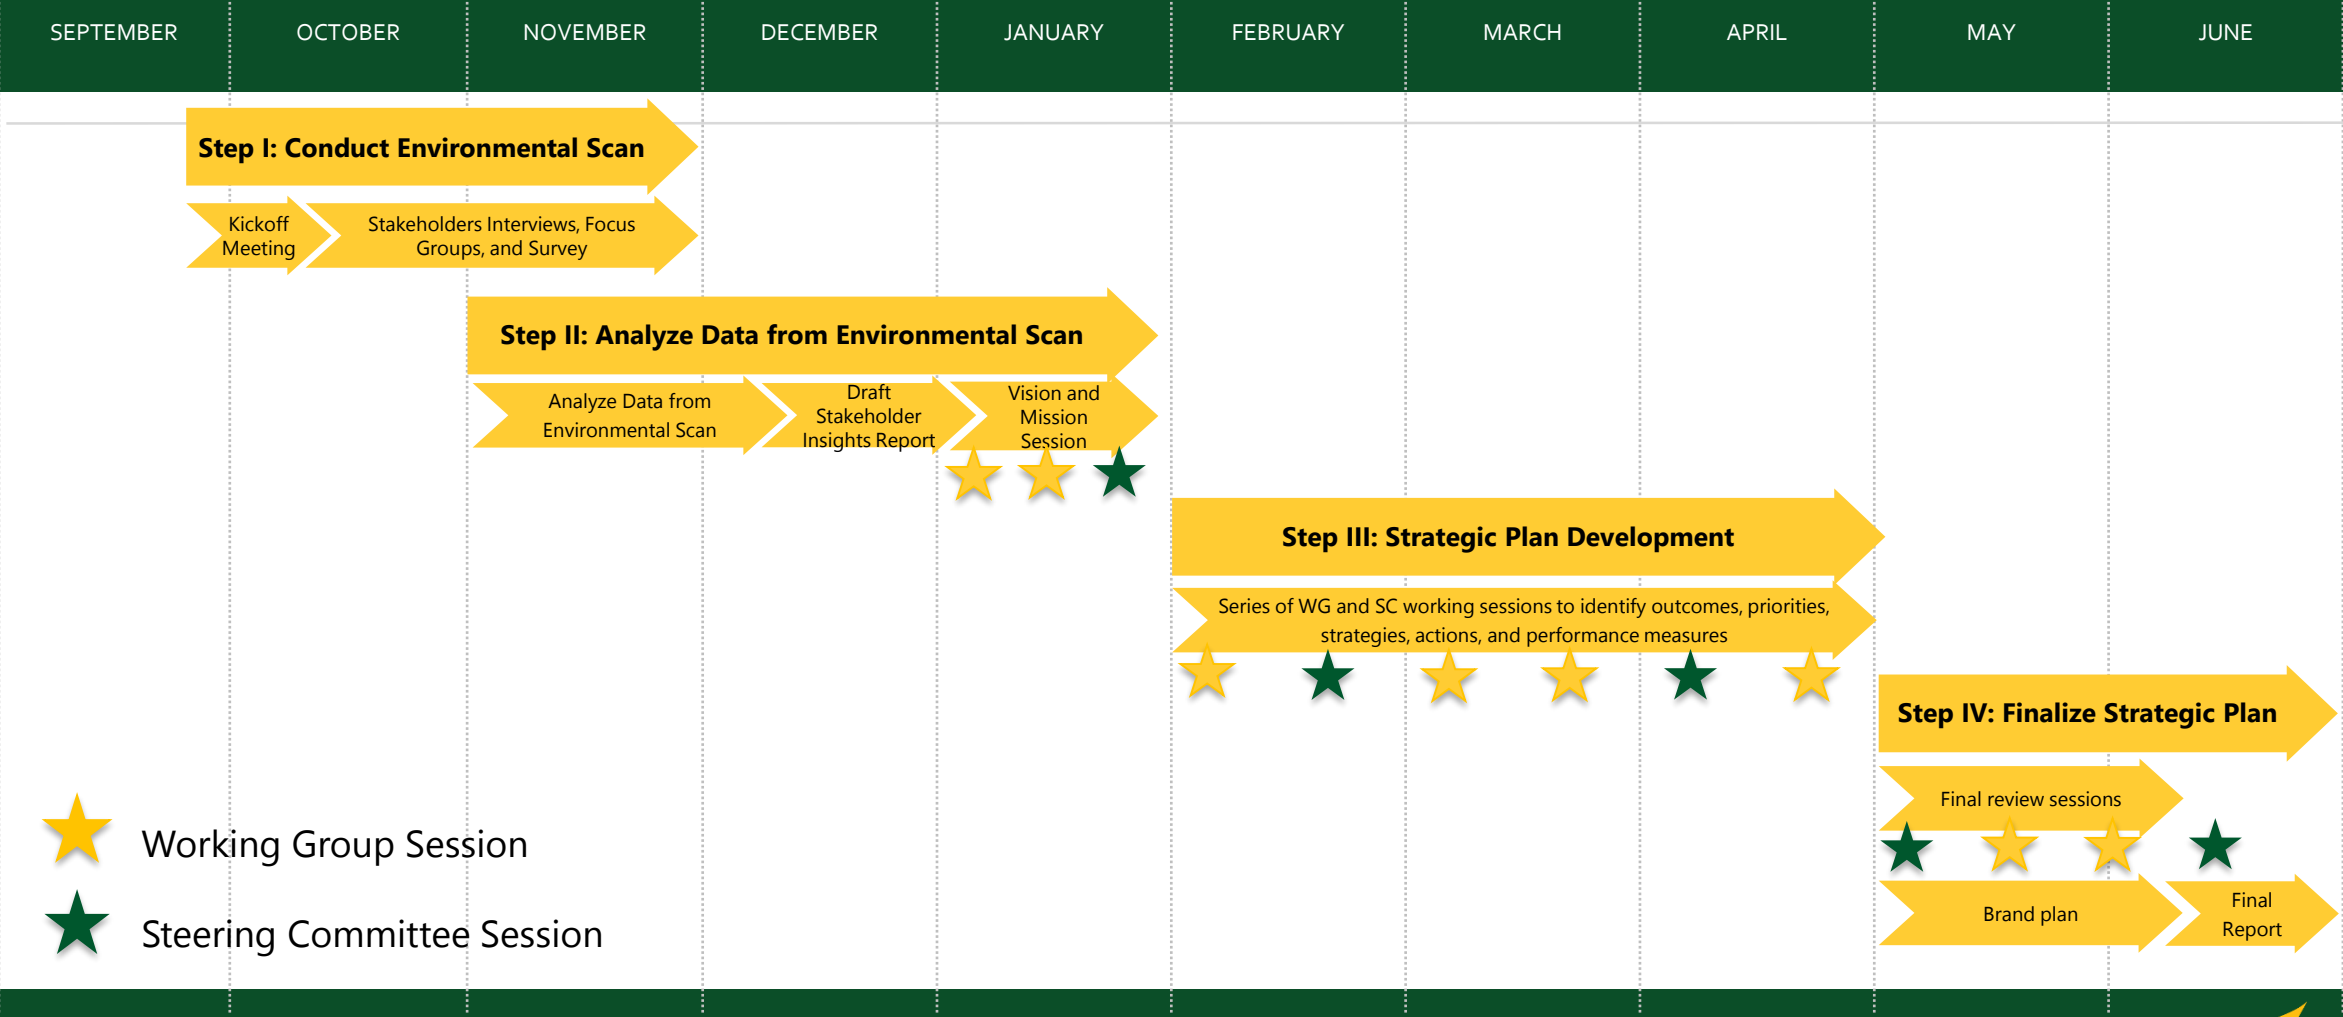 SEPTEMBER
OCTOBER
NOVEMBER
DECEMBER
JANUARY
FEBRUARY
MARCH
APRIL
MAY
JUNE
Step I: Conduct Environmental Scan
Kickoff
Meeting
Stakeholders Interviews, Focus
Groups, and Survey
Step II: Analyze Data from Environmental Scan
Analyze Data from
Environmental Scan
Draft
Stakeholder
Insights Report
Vision and
Mission
Session
Step III: Strategic Plan Development
Series of WG and SC working sessions to identify outcomes, priorities,
strategies, actions, and performance measures
Step IV: Finalize Strategic Plan
Final review sessions
Brand plan
Final
Report
Working Group Session
Steering Committee Session